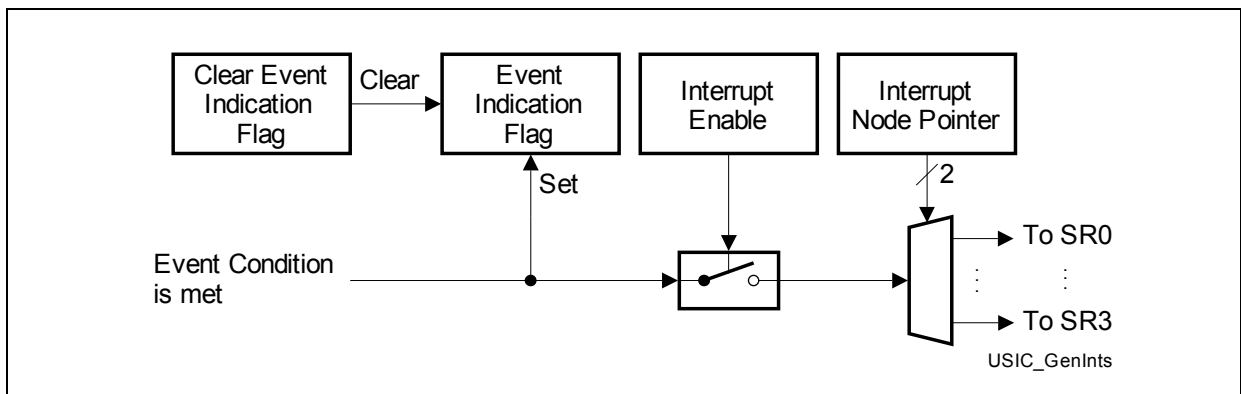 Clear Event
Indication
Flag
Clear
Event
Indication
Flag
Interrupt
Enable
Interrupt
Node Pointer
Set
2
Event Condition
is met
To SR0
To SR3
USIC_GenInts